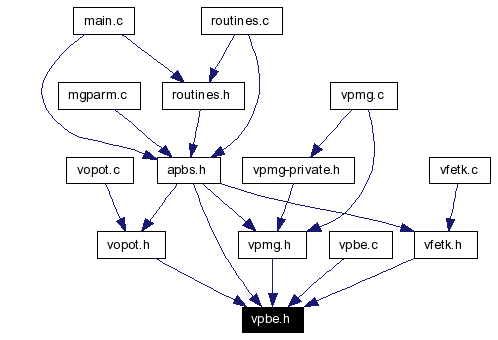 main.c
routines.c
mgparm.c
routines.h
vpmg.c
vopot.c
apbs.h
vpmg-private.h
vfetk.c
vopot.h
vpmg.h
vpbe.c
vfetk.h
vpbe.h